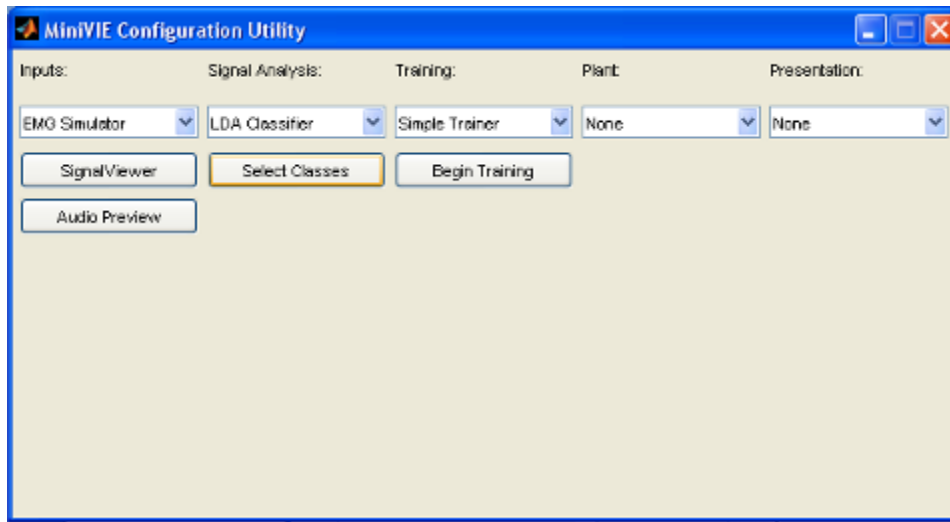 MiniVIE Configuration Utility
Inputs: Signal Analysis: Training: Plant: Presentation:
EMG Simulator LDA Classifier Simple Trainer None None
SignalViewer Select Classes Begin Training
Audio Preview